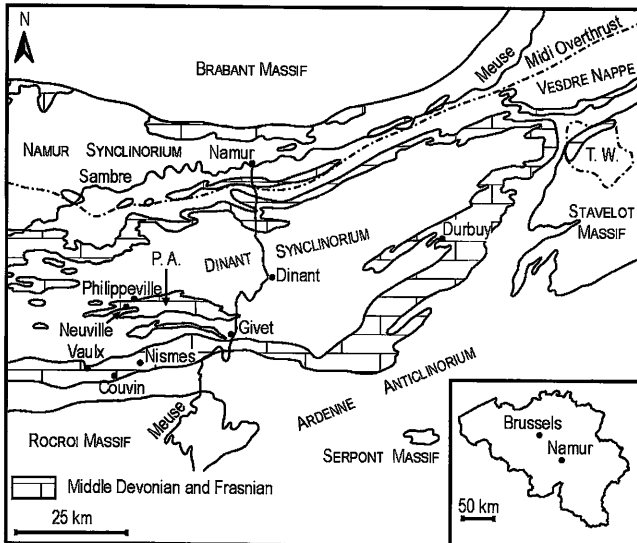 N
BRABANT MASSIF
Meuse
Midi Overthrust
VESDRE NAPPE
NAMUR SYNCLINORIUM
Namur
T. W.
Sambre
STAVELOT
MASSIF
Durbuy
DINANT SYNCLINORIUM
P. A.
Dinant
Philippeville
Neuville
Givet
Vaulx
Nismes
Couvin
ARDENNE ANTICLINORIUM
Meuse
ROCROI MASSIF
SERPONT MASSIF
Brussels
Namur
Middle Devonian and Frasnian
25 km
50 km